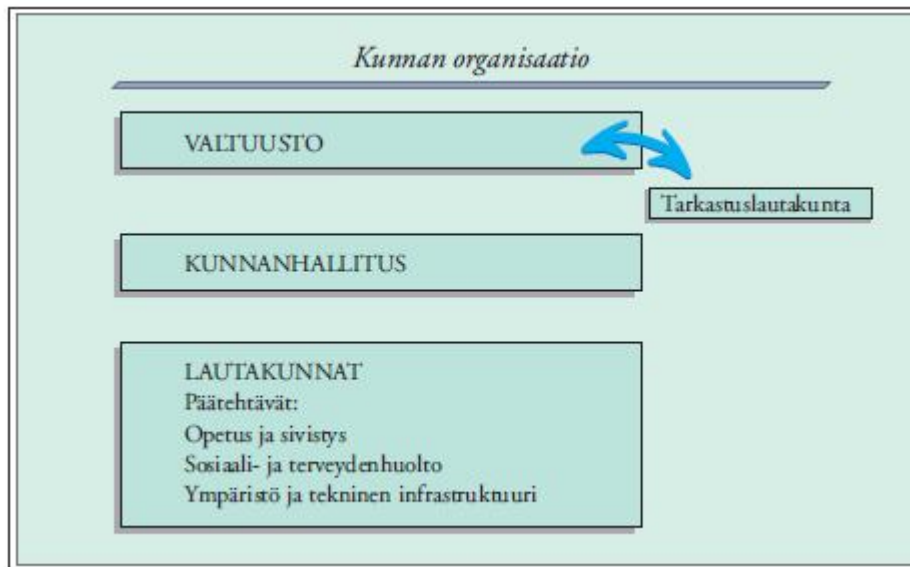 Kunnan organisaatio
VALTUUSTO
Tarkastuslautakunta
KUNNANHALLITUS
LAUTAKUNNAT
Päätehtävät:
Opetus ja sivistys
Sosiaali- ja terveydenhuolto
Ympäristö ja tekninen infrastruktuuri